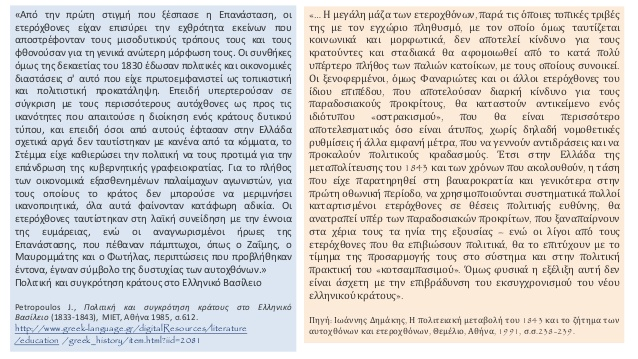 «Από την πρώτη στιγμή που ξέσπασε η Επανάσταση, οι
ετερόχθονες είχαν επισύρει την εχθρότητα εκείνων που
αποστρέφονταν τους μισοδυτικούς τρόπους τους και τους
φθονούσαν για τη γενικά ανώτερη μόρφωση τους. Οι συνθήκες
όμως της δεκαετίας του 1830 έδωσαν πολιτικές και οικονομικές
διαστάσεις σ' αυτό που είχε πρωτοεμφανιστεί ως τοπικιστική
και πολιτιστική προκατάληψη. Επειδή υπερτερούσαν σε
σύγκριση με τους περισσότερους αυτόχθονες ως προς τις
ικανότητες που απαιτούσε η διοίκηση ενός κράτους δυτικού
τύπου, και επειδή όσοι από αυτούς έφτασαν στην Ελλάδα
σχετικά αργά δεν ταυτίστηκαν με κανένα από τα κόμματα, το
Στέμμα είχε καθιερώσει την πολιτική να τους προτιμά για την
επάνδρωση της κυβερνητικής γραφειοκρατίας. Για το πλήθος
των οικονομικά εξασθενημένων παλαίμαχων αγωνιστών, για
τους οποίους το κράτος δεν μπορούσε να μεριμνήσει
ικανοποιητικά, όλα αυτά φαίνονταν κατάφωρη αδικία. Οι
ετερόχθονες ταυτίστηκαν στη λαϊκή συνείδηση με την έννοια
της ευμάρειας, ενώ οι αναγνωρισμένοι ήρωες της
Επανάστασης, που πέθαναν πάμπτωχοι, όπως ο Ζαΐμης, ο
Μαυρομμάτης και ο Φωτήλας, περιπτώσεις που προβλήθηκαν
έντονα, έγιναν σύμβολο της δυστυχίας των αυτοχθόνων.»
Πολιτική και συγκρότηση κράτους στο Ελληνικό Βασίλειο
Petropoulos J., Πολιτική και συγκρότηση κράτους στο Ελληνικό
Βασίλειο (1833-1843), ΜΙΕΤ, Αθήνα 1985, σ.612.
http://www.greek-language.gr/digitalResources/literature
/education /greek_history/item.html?iid=2081
«... Η μεγάλη μάζα των ετεροχθόνων, παρά τις όποιες τοπικές τριβές
της με τον εγχώριο πληθυσμό, με τον οποίο όμως ταυτίζεται
κοινωνικά και μορφωτικά, δεν αποτελεί κίνδυνο για τους
κρατούντες και σταδιακά θα αφομοιωθεί από το κατά πολύ
υπέρτερο πλήθος των παλιών κατοίκων, με τους οποίους συνοικεί.
Οι ξενοφερμένοι, όμως Φαναριώτες και οι άλλοι ετερόχθονες του
ίδιου επιπέδου, που αποτελούσαν διαρκή κίνδυνο για τους
παραδοσιακούς προκρίτους, θα καταστούν αντικείμενο ενός
ιδιότυπου «οστρακισμού», που θα είναι περισσότερο
αποτελεσματικός όσο είναι άτυπος, χωρίς δηλαδή νομοθετικές
ρυθμίσεις ή άλλα εμφανή μέτρα, που να γεννούν αντιδράσεις και να
προκαλούν πολιτικούς κραδασμούς. Έτσι στην Ελλάδα της
μεταπολίτευσης του 1843 και των χρόνων που ακολουθούν, η τάση
που είχε παρατηρηθεί στη βαυαροκρατία και γενικότερα στην
πρώτη οθωνική περίοδο, να χρησιμοποιούνται συστηματικά πολλοί
καταρτισμένοι ετερόχθονες σε θέσεις πολιτικής ευθύνης, θα
ανατραπεί υπέρ των παραδοσιακών προκρίτων, που ξαναπαίρνουν
στα χέρια τους τα ηνία της εξουσίας – ενώ οι λίγοι από τους
ετερόχθονες που θα επιβιώσουν πολιτικά, θα το επιτύχουν με το
τίμημα της προσαρμογής τους στο σύστημα και στην πολιτική
πρακτική του «κοτσαμπασισμού». Όμως φυσικά η εξέλιξη αυτή δεν
είναι άσχετη με την επιβράδυνση του εκσυγχρονισμού του νέου
ελληνικού κράτους».
Πηγή: Ιωάννης Δημάκης, Η πολιτειακή μεταβολή του 1843 και το ζήτημα των
αυτοχθόνων και ετεροχθόνων, Θεμέλιο, Αθήνα, 1991, σ.σ.238-239.